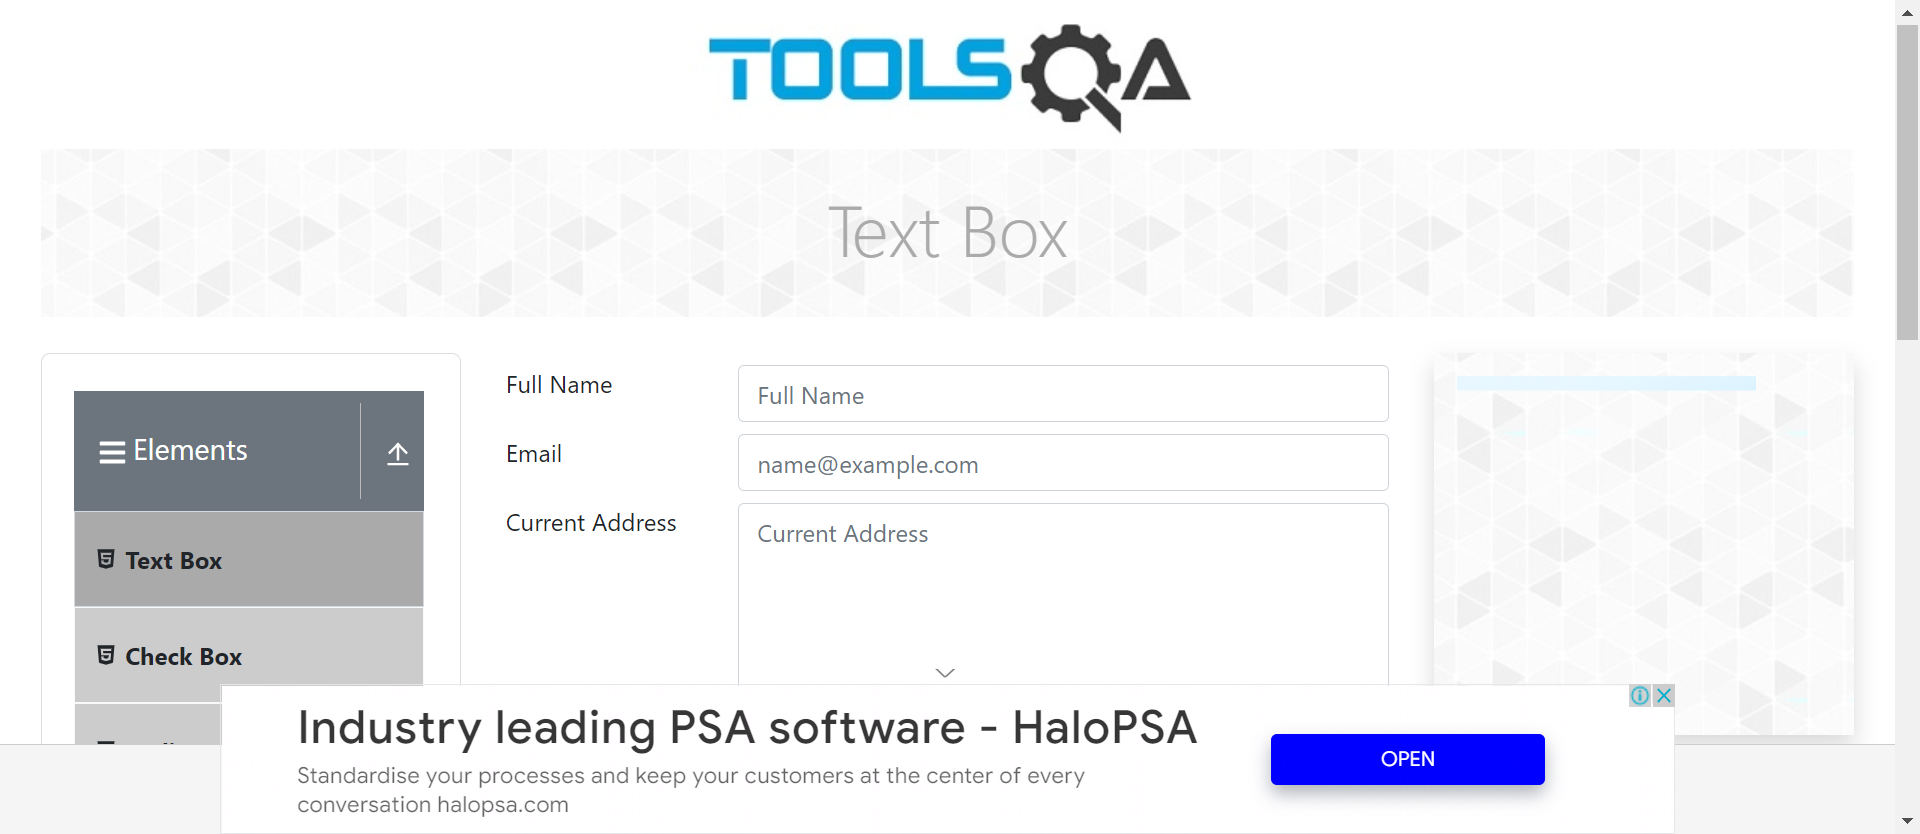 TOOLSQA
Text Box
Elements
Text Box
Check Box
Full Name
Full Name
Email
name@example.com
Current Address
Current Address
Industry leading PSA software - HaloPSA
Standardise your processes and keep your customers at the center of every
conversation halopsa.com
OPEN